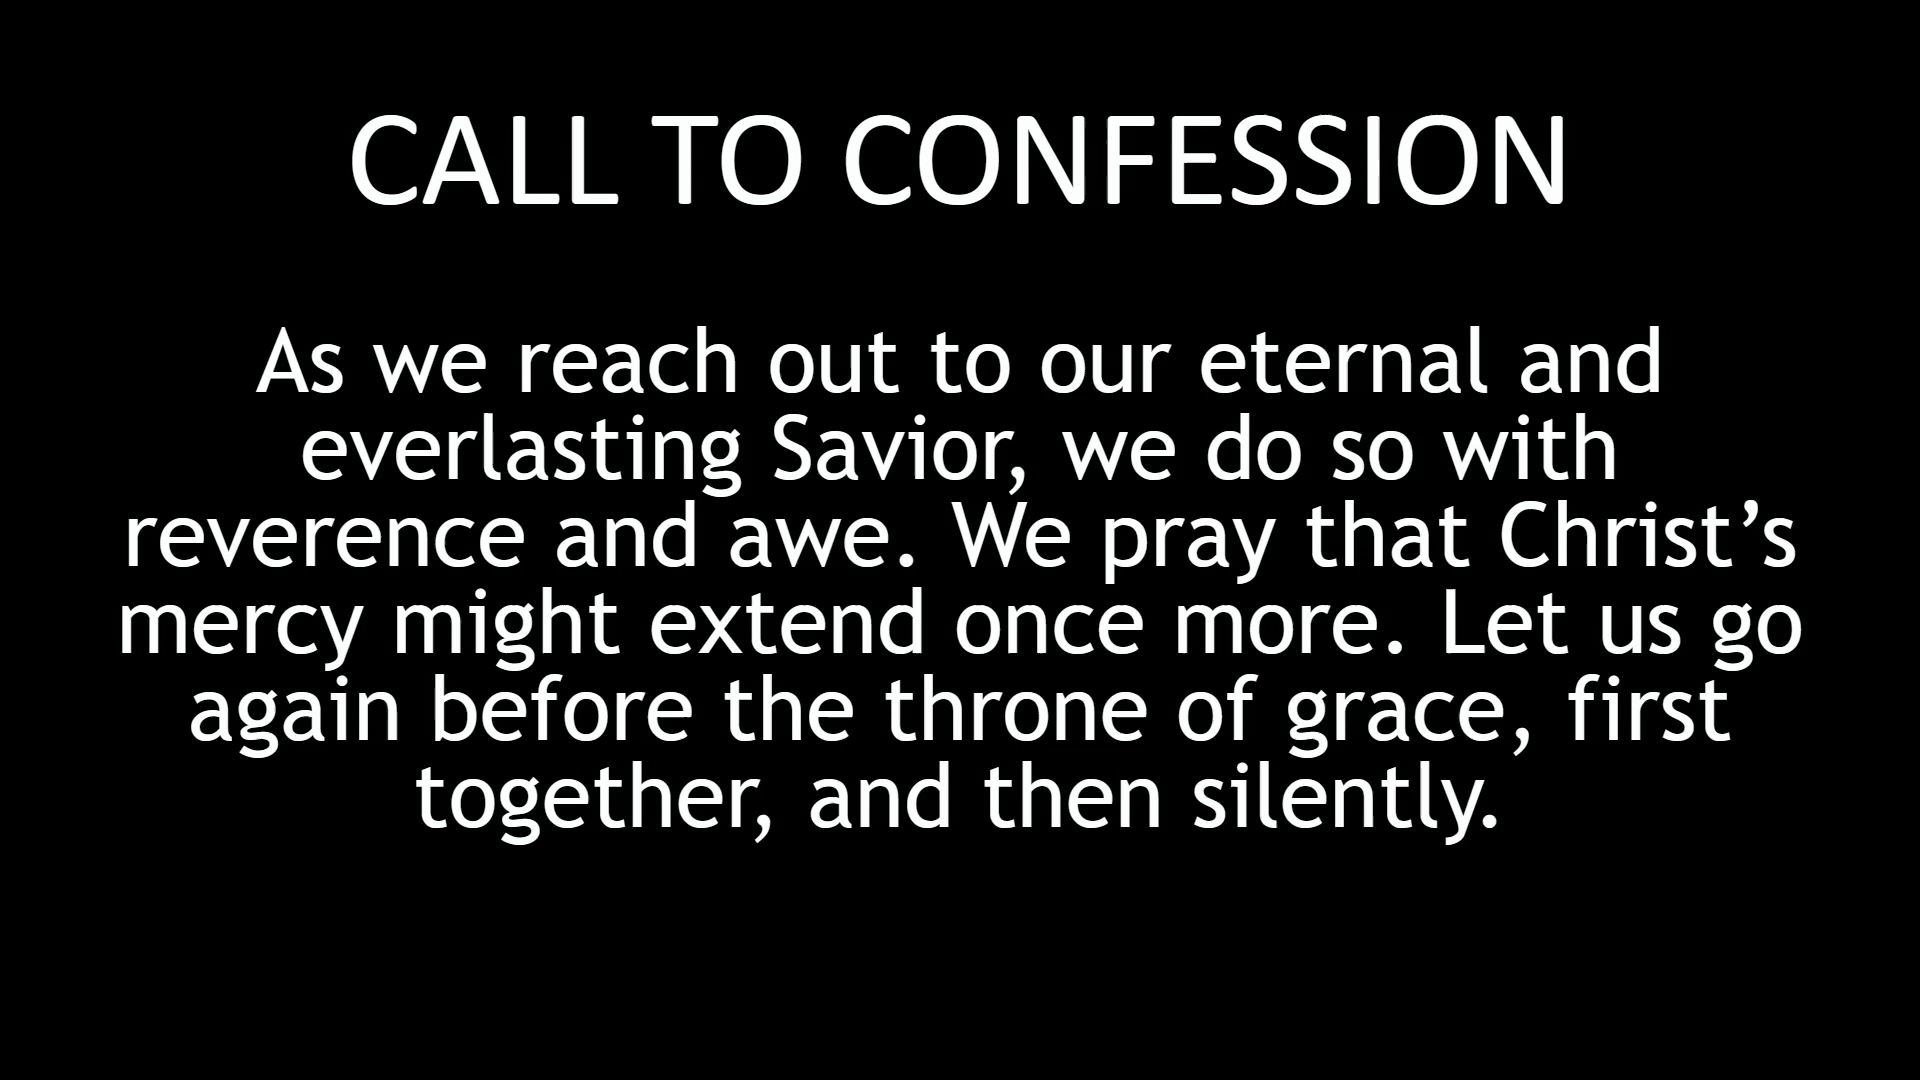 CALL TO CONFESSION
As we reach out to our eternal and
everlasting Savior, we do so with
reverence and awe. We pray that Christ’s
mercy might extend once more. Let us go
again before the throne of grace, first
together, and then silently.